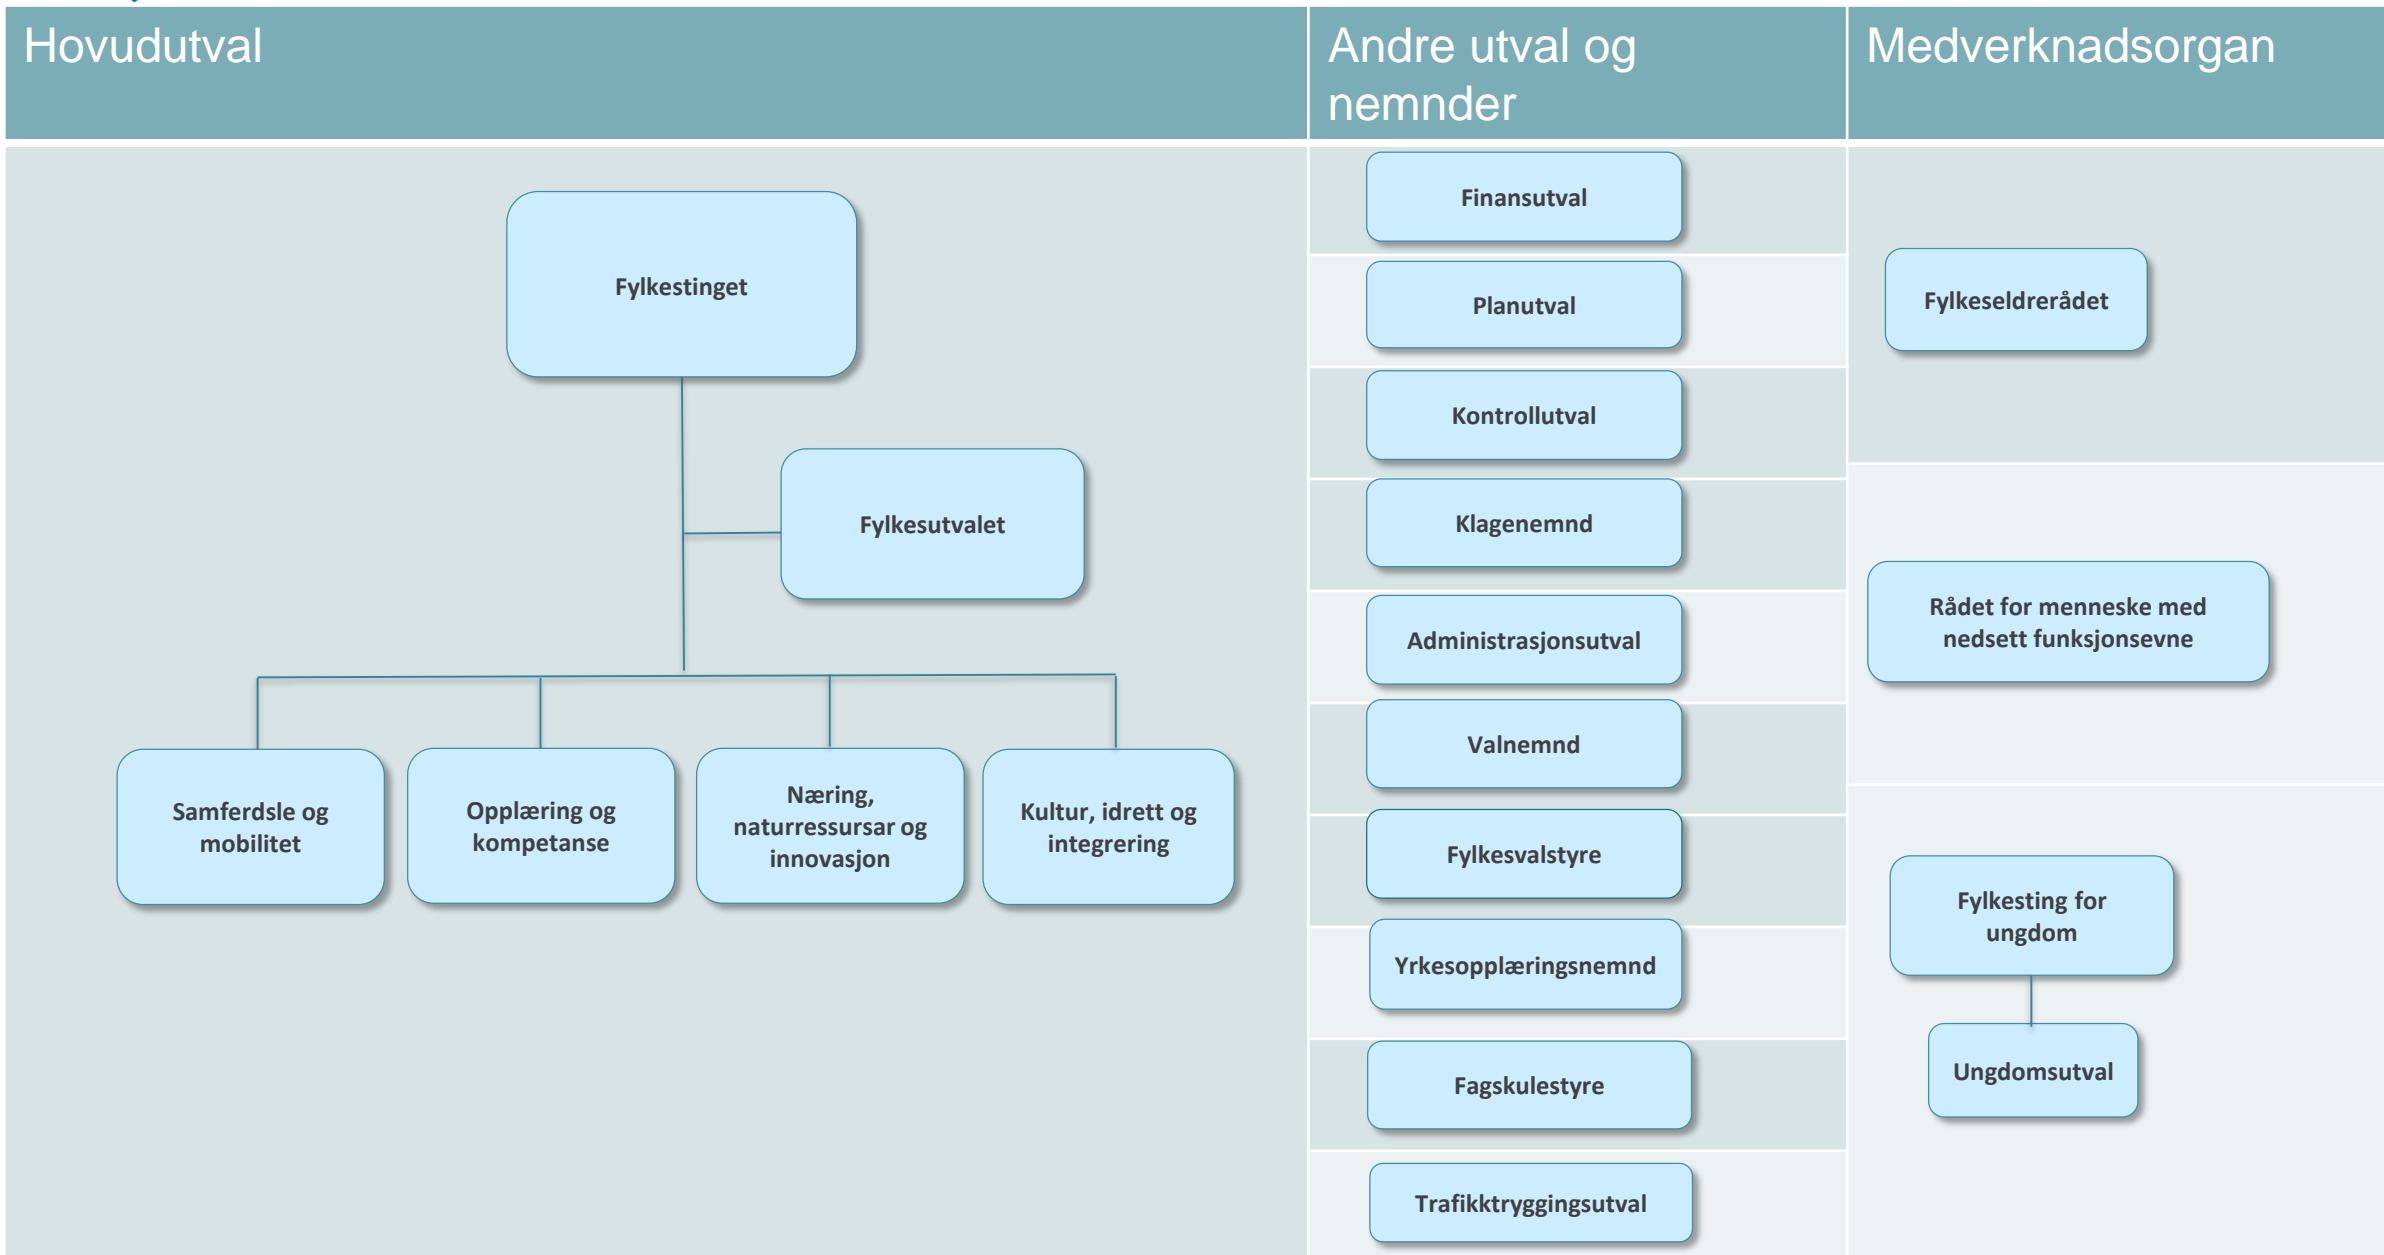 Hovudutval
Andre utval og
nemnder
Medverknadsorgan
Fylkestinget
Fylkesutvalet
Samferdsle og
mobilitet
Opplæring og
kompetanse
Næring,
naturressursar og
innovasjon
Kultur, idrett og
integrering
Finansutval
Planutval
Kontrollutval
Klagenemnd
Administrasjonsutval
Valnemnd
Fylkesvalstyre
Yrkesopplæringsnemnd
Fagskulestyre
Trafikktryggingsutval
Fylkeseldrerådet
Rådet for menneske med
nedsett funksjonsevne
Fylkesting for
ungdom
Ungdomsutval